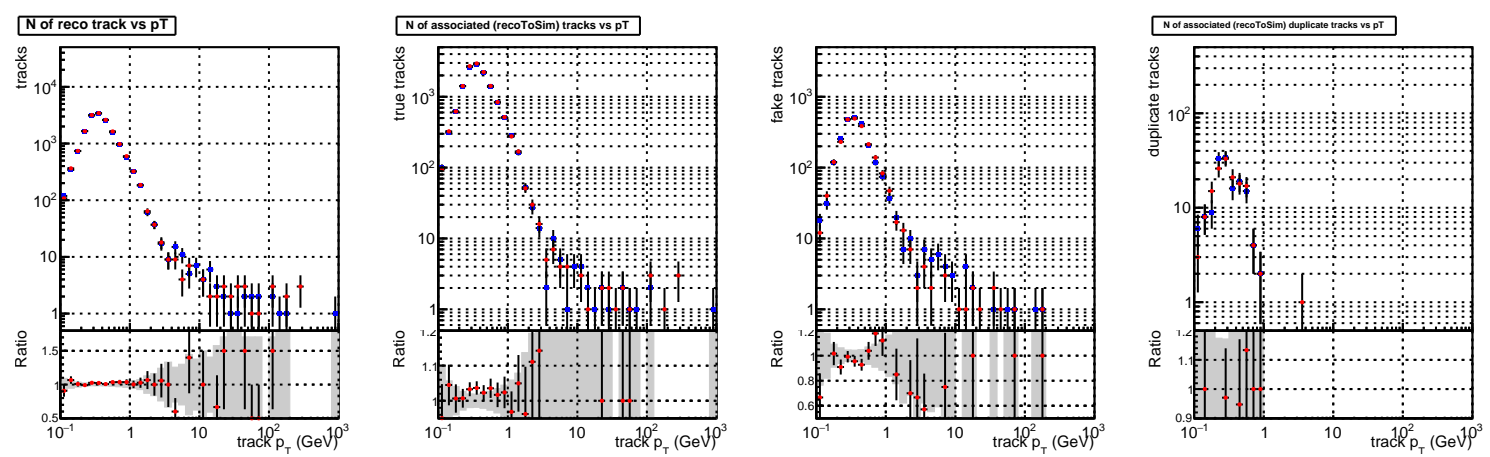 N of reco track vs pT
tracks
10^4
10^3
10^2
10
1
Ratio
1.5
1
0.5
10^-1 1 10 10^2 10^3
track p_T (GeV)
N of associated (recoToSim) tracks vs pT
true tracks
10^3
10^2
10
1
Ratio
1.2
1.1
1
10^-1 1 10 10^2 10^3
track p_T (GeV)
fake tracks
10^3
10^2
10
1
Ratio
1.2
1
0.8
0.6
10^-1 1 10 10^2 10^3
track p_T (GeV)
N of associated (recoToSim) duplicate tracks vs pT
duplicate tracks
10^2
10
1
Ratio
1.2
1.1
1
0.9
10^-1 1 10 10^2 10^3
track p_T (GeV)